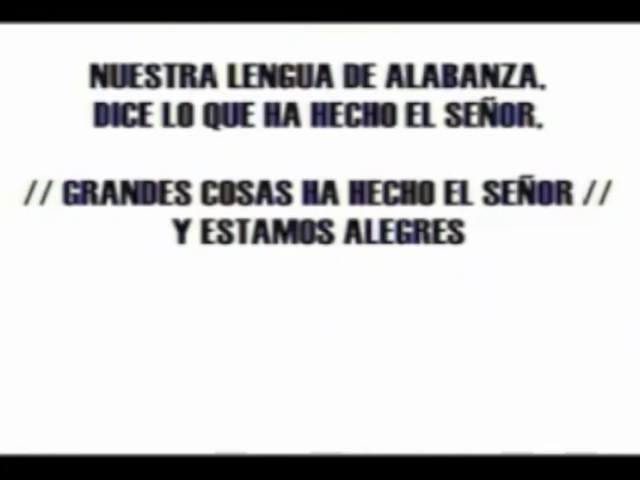 NUESTRA LENGUA DE ALABANZA.
DICE LO QUE HA HECHO EL SEÑOR.
// GRANDES COSAS HA HECHO EL SEÑOR //
Y ESTAMOS ALEGRES